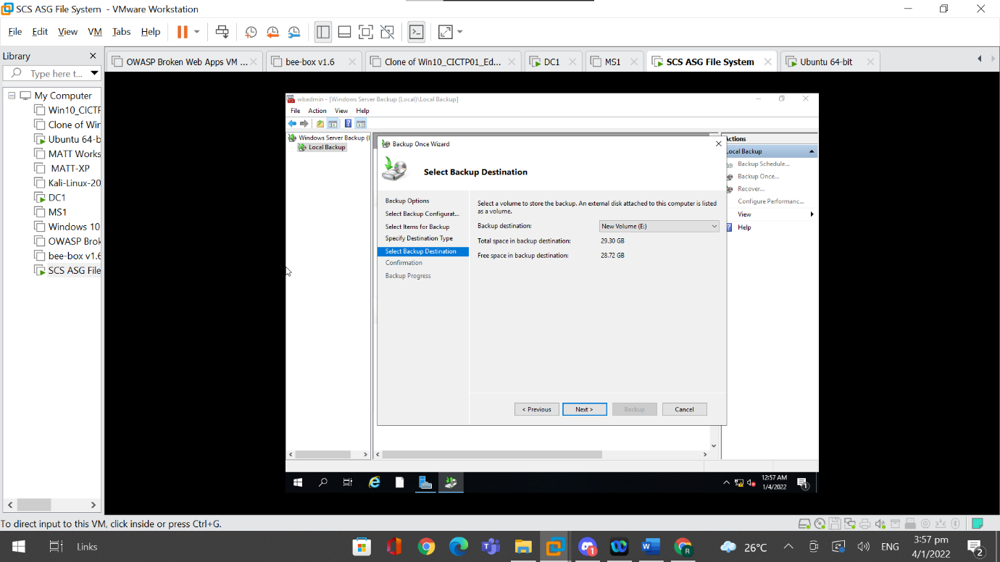 SCS ASG File System - VMware Workstation
File Edit View VM Tabs Help
Library
Type here t...
OWASP Broken Web Apps VM ...
bee-box v1.6
Clone of Win10_CICTP01_Ed...
DC1
MS1
SCS ASG File System
Ubuntu 64-bit
My Computer
Win10_CICTF
Clone of Wir
Ubuntu 64-b
MATT Works
MATT-XP
Kali-Linux-20
DC1
MS1
Windows 10
OWASP Brok
bee-box v1.6
SCS ASG File
wbadmin - [Windows Server Backup (Local)\Local Backup]
File Action View Help
Windows Server Backup (l
Local Backup
Backup Once Wizard
Select Backup Destination
Backup Options
Select Backup Configurat...
Select Items for Backup
Specify Destination Type
Select Backup Destination
Confirmation
Backup Progress
Select a volume to store the backup. An external disk attached to this computer is listed
as a volume.
Backup destination: New Volume (E:)
Total space in backup destination: 29.30 GB
Free space in backup destination: 28.72 GB
< Previous Next > Backup Cancel
ctions
ocal Backup
Backup Schedule...
Backup Once...
Recover...
Configure Performanc...
View
Help
12:57 AM
1/4/2022
1
To direct input to this VM, click inside or press Ctrl+G.
Links
1
26°C
ENG
3:57 pm
4/1/2022
2